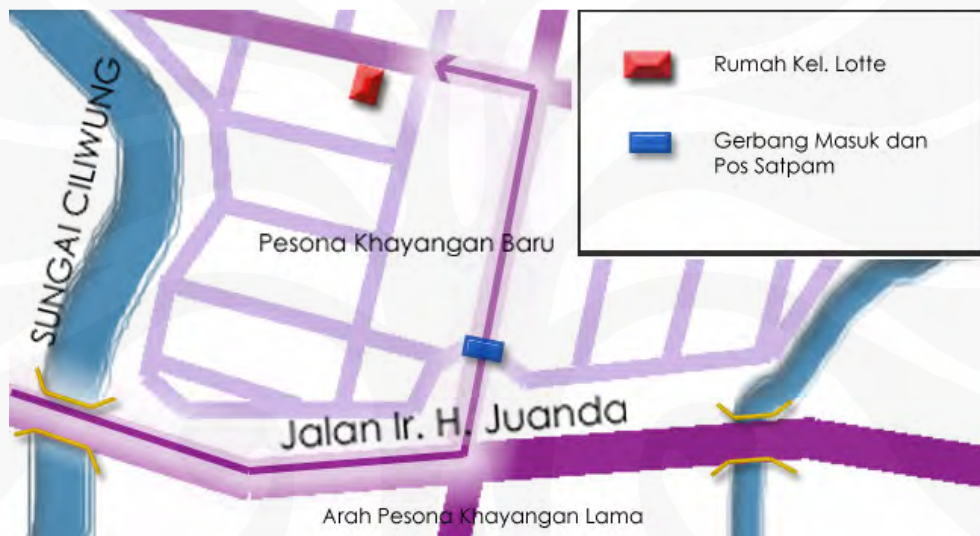 Rumah Kel. Lotte
Gerbang Masuk dan
Pos Satpam
SUNGAI CILIWUNG
Pesona Khayangan Baru
Jalan Ir. H. Juanda
Arah Pesona Khayangan Lama